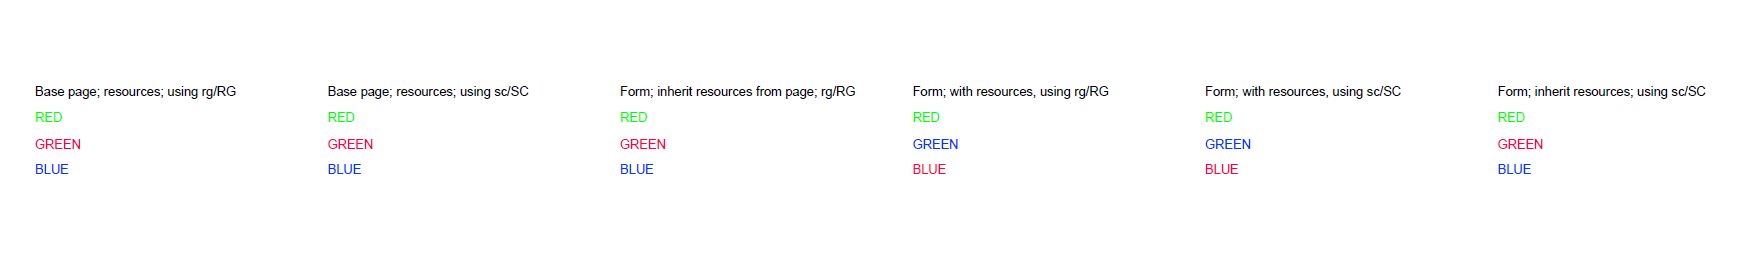 Base page; resources; using rg/RG
RED
GREEN
BLUE
Base page; resources; using sc/SC
RED
GREEN
BLUE
Form; inherit resources from page; rg/RG
RED
GREEN
BLUE
Form; with resources, using rg/RG
RED
GREEN
BLUE
Form; with resources, using sc/SC
RED
GREEN
BLUE
Form; inherit resources; using sc/SC
RED
GREEN
BLUE